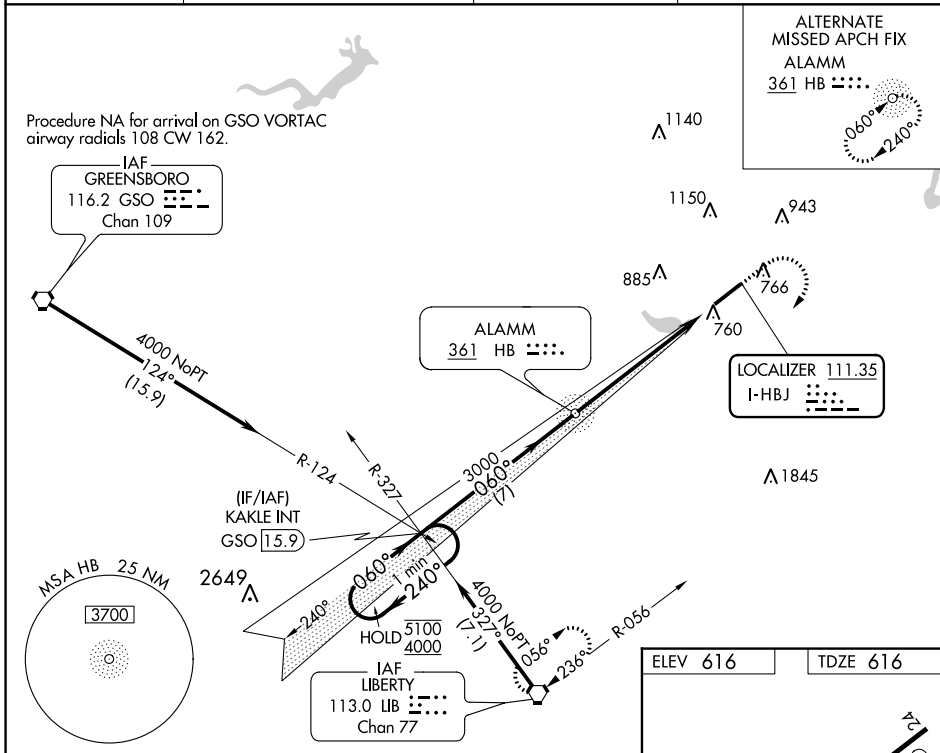 ALTERNATE
MISSED APCH FIX
ALAMM
361 HB
060°
240°
Procedure NA for arrival on GSO VORTAC
airway radials 108 CW 162.
IAF
GREENSBORO
116.2 GSO
Chan 109
1140
1150
943
885
766
760
4000 NoPT
124°
(15.9)
R-124
ALAMM
361 HB
LOCALIZER 111.35
I-HBJ
R-327
3000
060°
(7)
1845
(IF/IAF)
KAKLE INT
GSO 15.9
2649
060°
1 min
240°
240°
HOLD 5100
4000
4000 NoPT
327°
(7.1)
056°
236°
R-056
MSA HB 25 NM
3700
IAF
LIBERTY
113.0 LIB
Chan 77
ELEV 616
TDZE 616
24